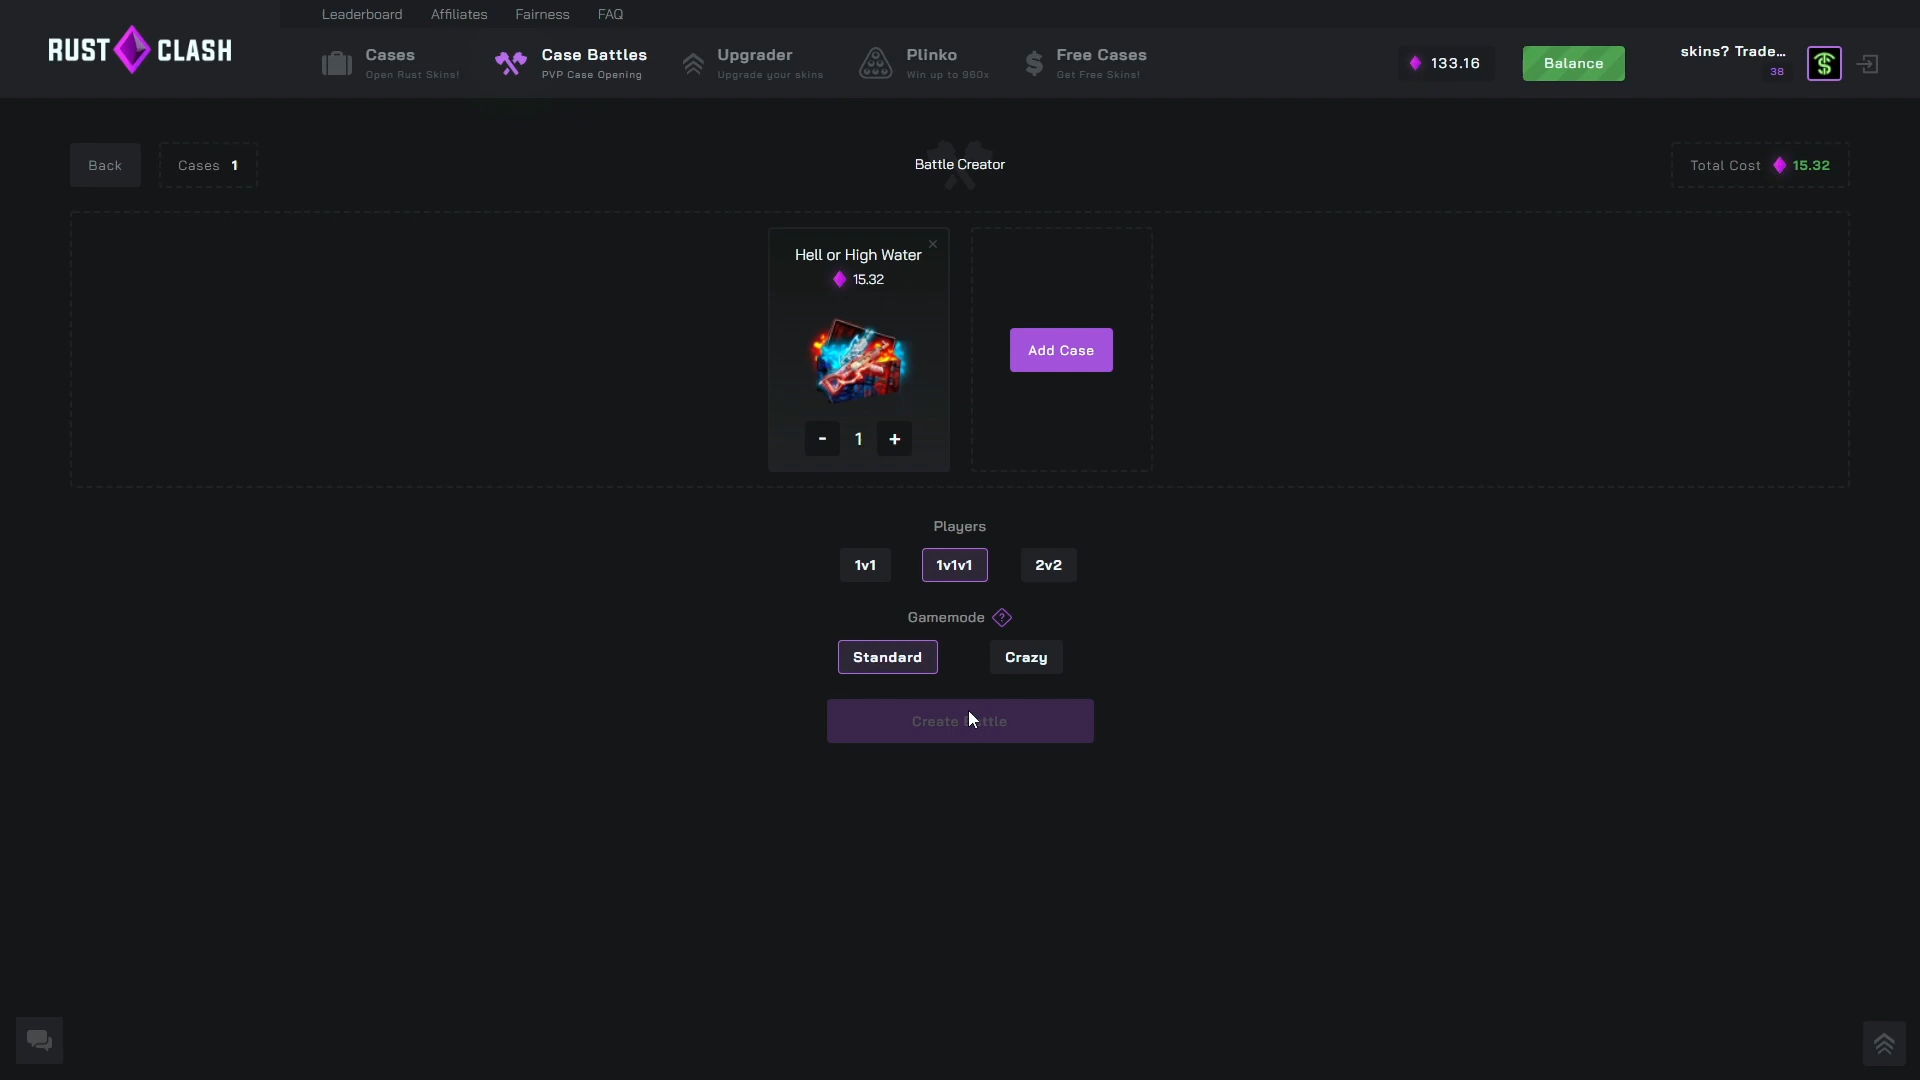 Leaderboard Affiliates Fairness FAQ
RUST CLASH
Cases Case Battles Upgrader Plinko Free Cases
Open Rust Skins! PVP Case Opening Upgrade your skins Win up to 960x Get Free Skins!
133.16 Balance skins? Trade...
38
Back Cases 1 Battle Creator Total Cost 15.32
Hell or High Water
15.32
Add Case
- 1 +
Players
1v1 1v1v1 2v2
Gamemode ?
Standard Crazy
Create